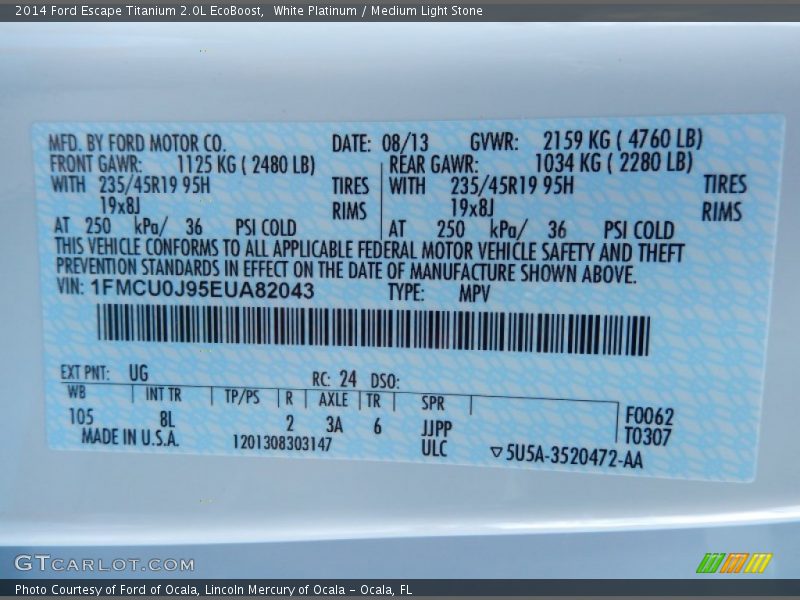 2014 Ford Escape Titanium 2.0L EcoBoost,  White Platinum / Medium Light Stone
MFD. BY FORD MOTOR CO. DATE: 08/13 GVWR: 2159 KG ( 4760 LB)
FRONT GAWR: 1125 KG ( 2480 LB) REAR GAWR: 1034 KG ( 2280 LB)
WITH 235/45R19 95H TIRES WITH 235/45R19 95H TIRES
19x8J RIMS 19x8J RIMS
AT 250 kPa/ 36 PSI COLD AT 250 kPa/ 36 PSI COLD
THIS VEHICLE CONFORMS TO ALL APPLICABLE FEDERAL MOTOR VEHICLE SAFETY AND THEFT
PREVENTION STANDARDS IN EFFECT ON THE DATE OF MANUFACTURE SHOWN ABOVE.
VIN: 1FMCU0J95EUA82043 TYPE: MPV
EXT PNT: UG RC: 24 DSO:
WB INT TR TP/PS R AXLE TR SPR
105 8L 2 3A 6 JJPP F0062
MADE IN U.S.A. 1201308303147 ULC T0307
▽5U5A-3520472-AA
GTCARLOT.COM
Photo Courtesy of Ford of Ocala, Lincoln Mercury of Ocala - Ocala, FL